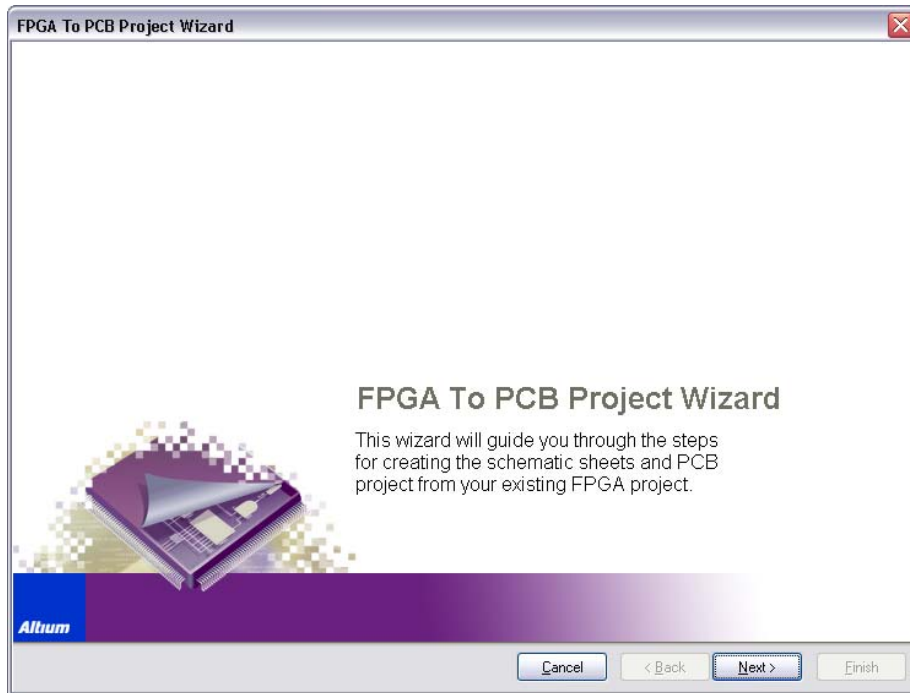 FPGA To PCB Project Wizard
FPGA To PCB Project Wizard
This wizard will guide you through the steps
for creating the schematic sheets and PCB
project from your existing FPGA project.
Altium
Cancel
< Back
Next >
Finish